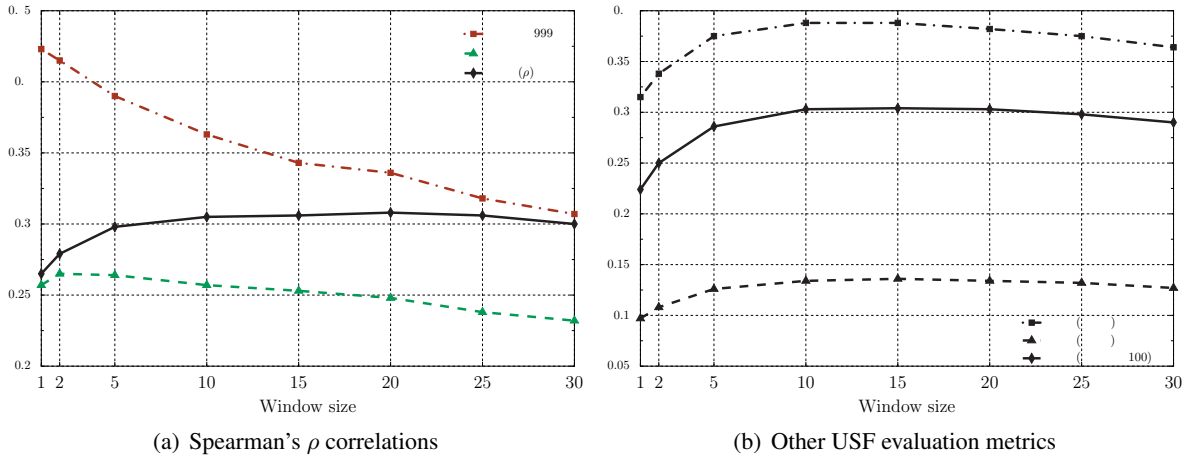 0. 5
0.
0.35
0.3
0.25
0.2
999
(ρ)
1 2 5 10 15 20 25 30
Window size
(a) Spearman's ρ correlations
0.
0.35
0.3
0.25
0.2
0.15
0.1
0.05
( )
( )
( 100)
1 2 5 10 15 20 25 30
Window size
(b) Other USF evaluation metrics